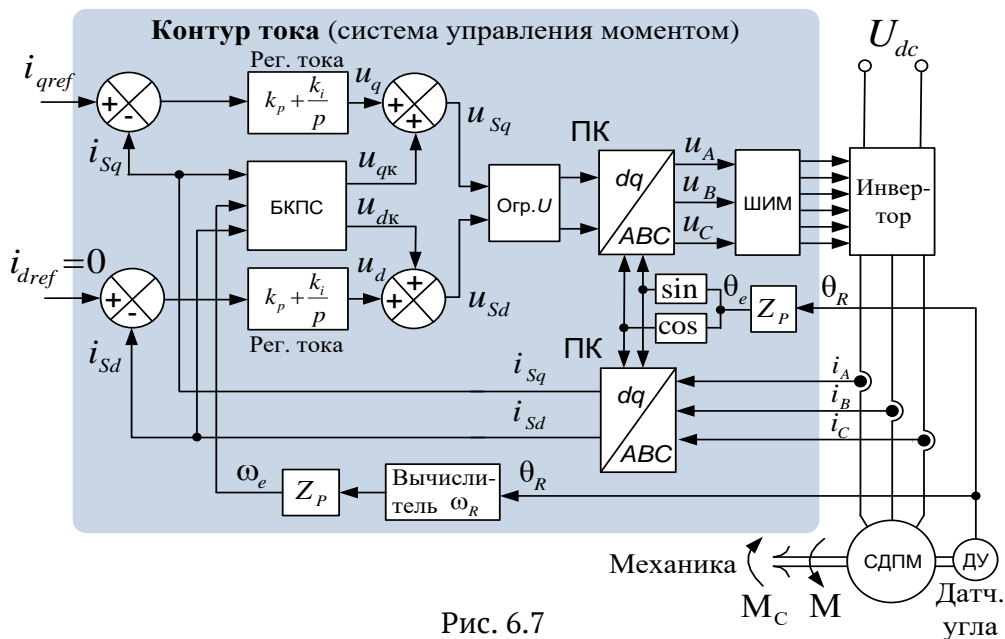 Контур тока (система управления моментом)
U_dc
i_qref
Рег. тока
k_p + k_i/p
u_q
u_Sq
i_Sq
БКПС
u_qк
u_dк
Огр.U
ПК
dq
ABC
u_A
u_B
u_C
ШИМ
Инвер-
тор
i_dref = 0
k_p + k_i/p
Рег. тока
u_d
u_Sd
i_Sd
sin
cos
θ_e
Z_P
θ_R
ПК
dq
ABC
i_Sq
i_Sd
i_A
i_B
i_C
ω_e
Z_P
Вычисли-
тель ω_R
θ_R
Механика
M_C
M
СДПМ
ДУ
Датч.
угла
Рис. 6.7